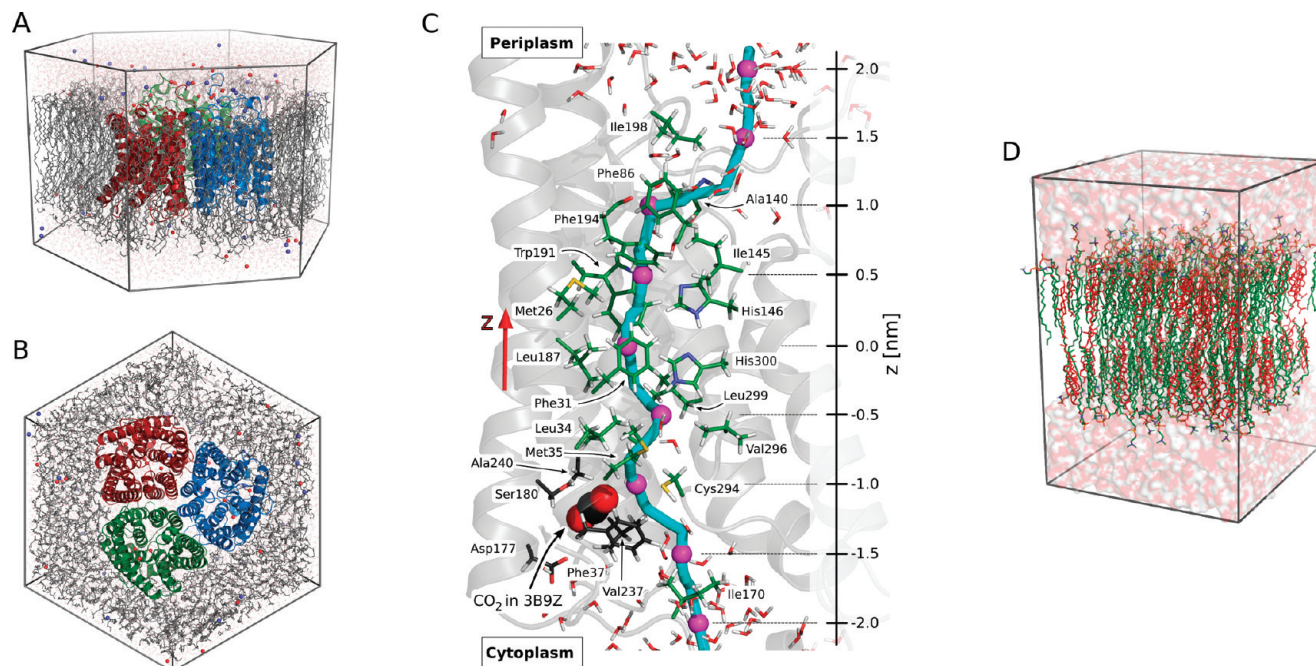 A
B
C
D
Periplasm
2.0
1.5
Ile198
Phe86
Ala140
1.0
Phe194
Trp191
Ile145
0.5
Met26
His146
Z
0.0
z [nm]
Leu187
His300
Phe31
Leu299
-0.5
Leu34
Val296
Met35
Ala240
Cys294
-1.0
Ser180
Asp177
-1.5
Phe37
Val237
Ile170
CO2 in 3B9Z
-2.0
Cytoplasm